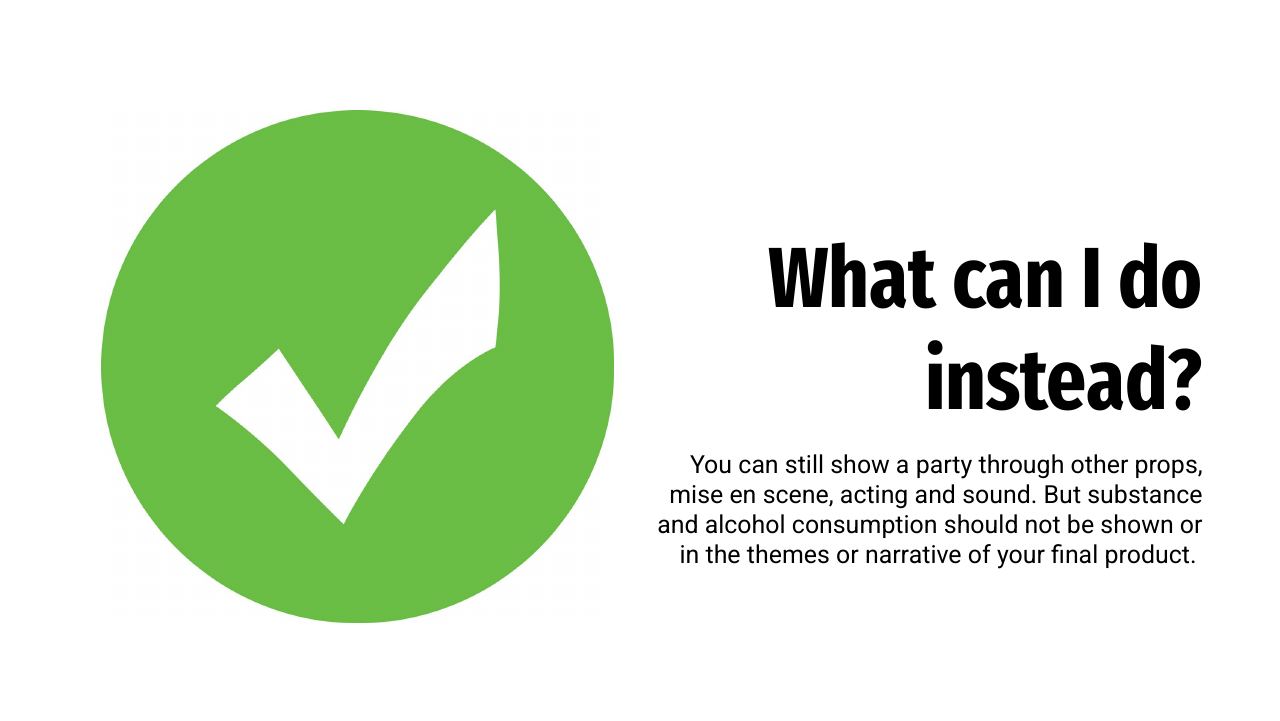 What can I do
instead?
You can still show a party through other props,
mise en scene, acting and sound. But substance
and alcohol consumption should not be shown or
in the themes or narrative of your final product.